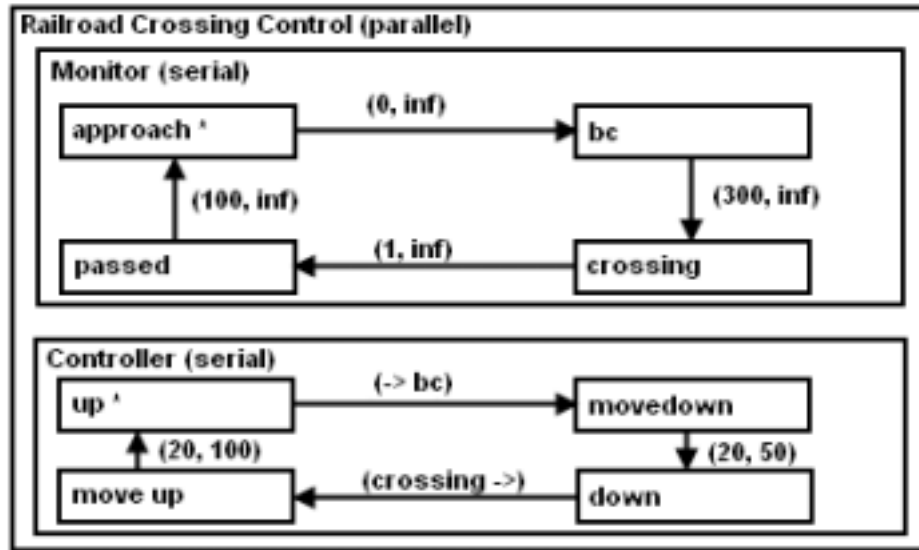 Railroad Crossing Control (parallel)
Monitor (serial)
(0, inf)
approach *
bc
(100, inf)
(300, inf)
(1, inf)
passed
crossing
Controller (serial)
(-> bc)
up *
movedown
(20, 100)
(20, 50)
(crossing ->)
move up
down